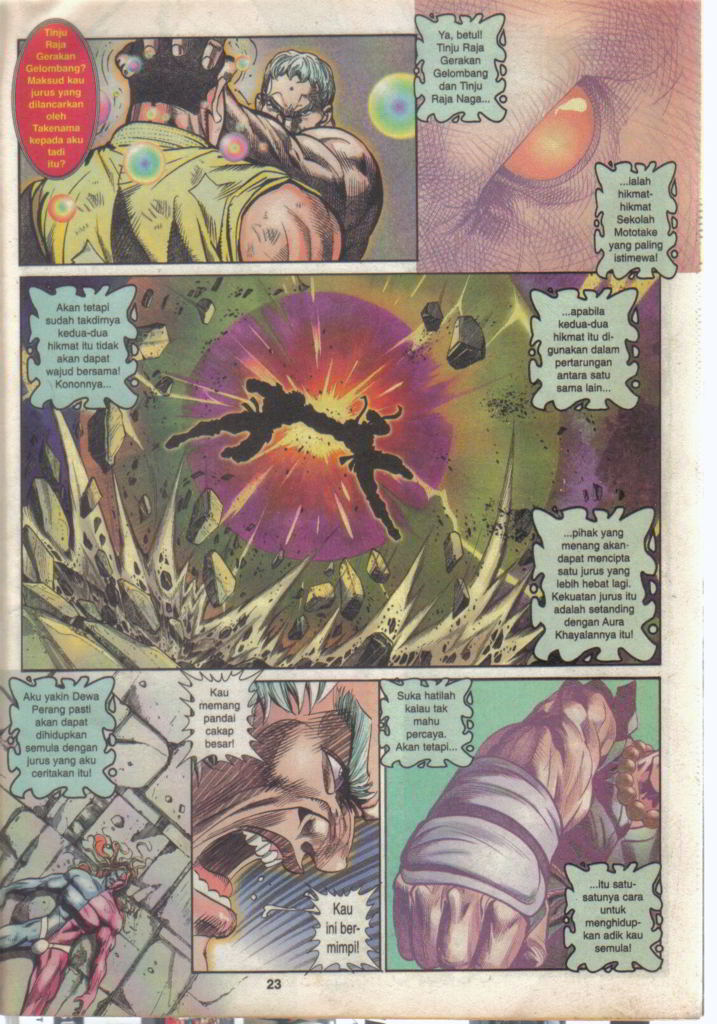 Tinju
Raja
Gerakan
Gelombang?
Maksud kau
jurus yang
dilancarkan
oleh
Takenama
kepada aku
tadi
itu?
Ya, betul!
Tinju Raja
Gerakan
Gelombang
dan Tinju
Raja Naga...
...ialah
hikmat-
hikmat
Sekolah
Mototake
yang paling
istimewa!
Akan tetapi
sudah takdirnya
kedua-dua
hikmat itu tidak
akan dapat
wujud bersama!
Kononnya...
...apabila
kedua-dua
hikmat itu di-
gunakan dalam
pertarungan
antara satu
sama lain...
...pihak yang
menang akan-
dapat mencipta
satu jurus yang
lebih hebat lagi.
Kekuatan jurus itu
adalah setanding
dengan Aura
Khayalannya itu!
Aku yakin Dewa
Perang pasti
akan dapat
dihidupkan
semula dengan
jurus yang aku
ceritakan itu!
Kau
memang
pandai
cakap
besar!
Kau
ini ber-
mimpi!
Suka hatilah
kalau tak
mahu
percaya.
Akan tetapi...
...itu satu-
satunya cara
untuk
menghidup-
kan adik kau
semula!
23